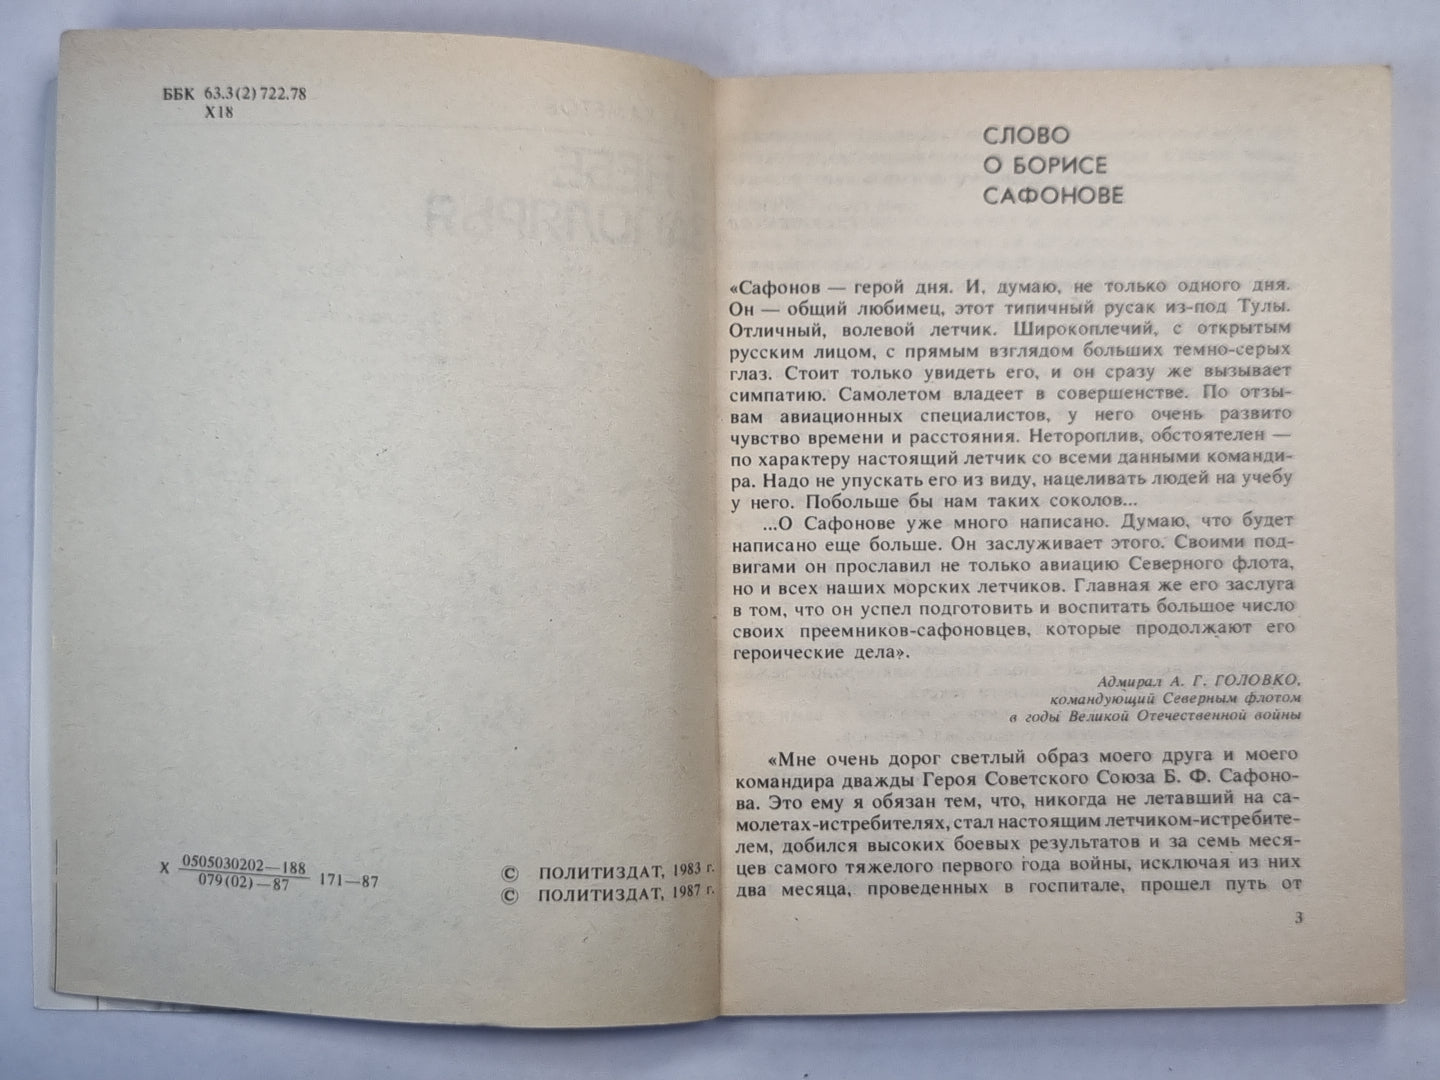 ББК 63.3(2)722.78
Х18
Х 0505030202—188
079(02)—87 171—87
© ПОЛИТИЗДАТ, 1983 г.
© ПОЛИТИЗДАТ, 1987 г.
СЛОВО
О БОРИСЕ
САФОНОВЕ
«Сафонов — герой дня. И, думаю, не только одного дня.
Он — общий любимец, этот типичный русак из-под Тулы.
Отличный, волевой летчик. Широкоплечий, с открытым
русским лицом, с прямым взглядом больших темно-серых
глаз. Стоит только увидеть его, и он сразу же вызывает
симпатию. Самолетом владеет в совершенстве. По отзы-
вам авиационных специалистов, у него очень развито
чувство времени и расстояния. Нетороплив, обстоятелен —
по характеру настоящий летчик со всеми данными команди-
ра. Надо не упускать его из виду, нацеливать людей на учебу
у него. Побольше бы нам таких соколов...
...О Сафонове уже много написано. Думаю, что будет
написано еще больше. Он заслуживает этого. Своими под-
вигами он прославил не только авиацию Северного флота,
но и всех наших морских летчиков. Главная же его заслуга
в том, что он успел подготовить и воспитать большое число
своих преемников-сафоновцев, которые продолжают его
героические дела».
Адмирал А. Г. ГОЛОВКО,
командующий Северным флотом
в годы Великой Отечественной войны
«Мне очень дорог светлый образ моего друга и моего
командира дважды Героя Советского Союза Б. Ф. Сафоно-
ва. Это ему я обязан тем, что, никогда не летавший на са-
молетах-истребителях, стал настоящим летчиком-истребите-
лем, добился высоких боевых результатов и за семь меся-
цев самого тяжелого первого года войны, исключая из них
два месяца, проведенных в госпитале, прошел путь от
3